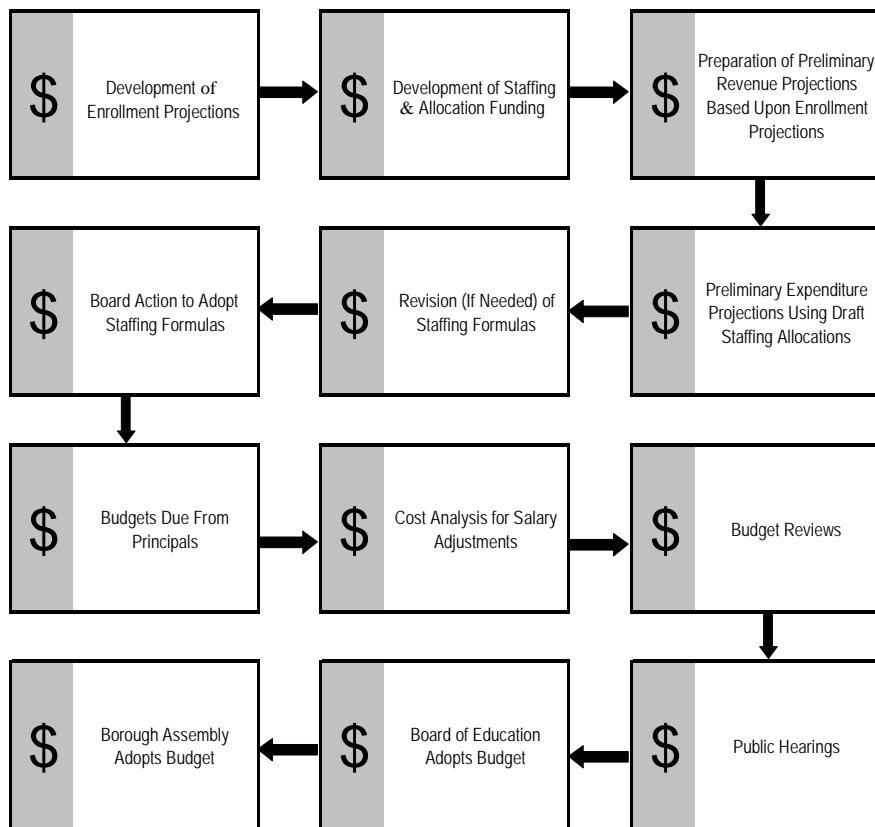 $
Development of
Enrollment Projections
$
Development of Staffing
& Allocation Funding
$
Preparation of Preliminary
Revenue Projections
Based Upon Enrollment
Projections
$
Preliminary Expenditure
Projections Using Draft
Staffing Allocations
$
Revision (If Needed) of
Staffing Formulas
$
Board Action to Adopt
Staffing Formulas
$
Budgets Due From
Principals
$
Cost Analysis for Salary
Adjustments
$
Budget Reviews
$
Public Hearings
$
Board of Education
Adopts Budget
$
Borough Assembly
Adopts Budget